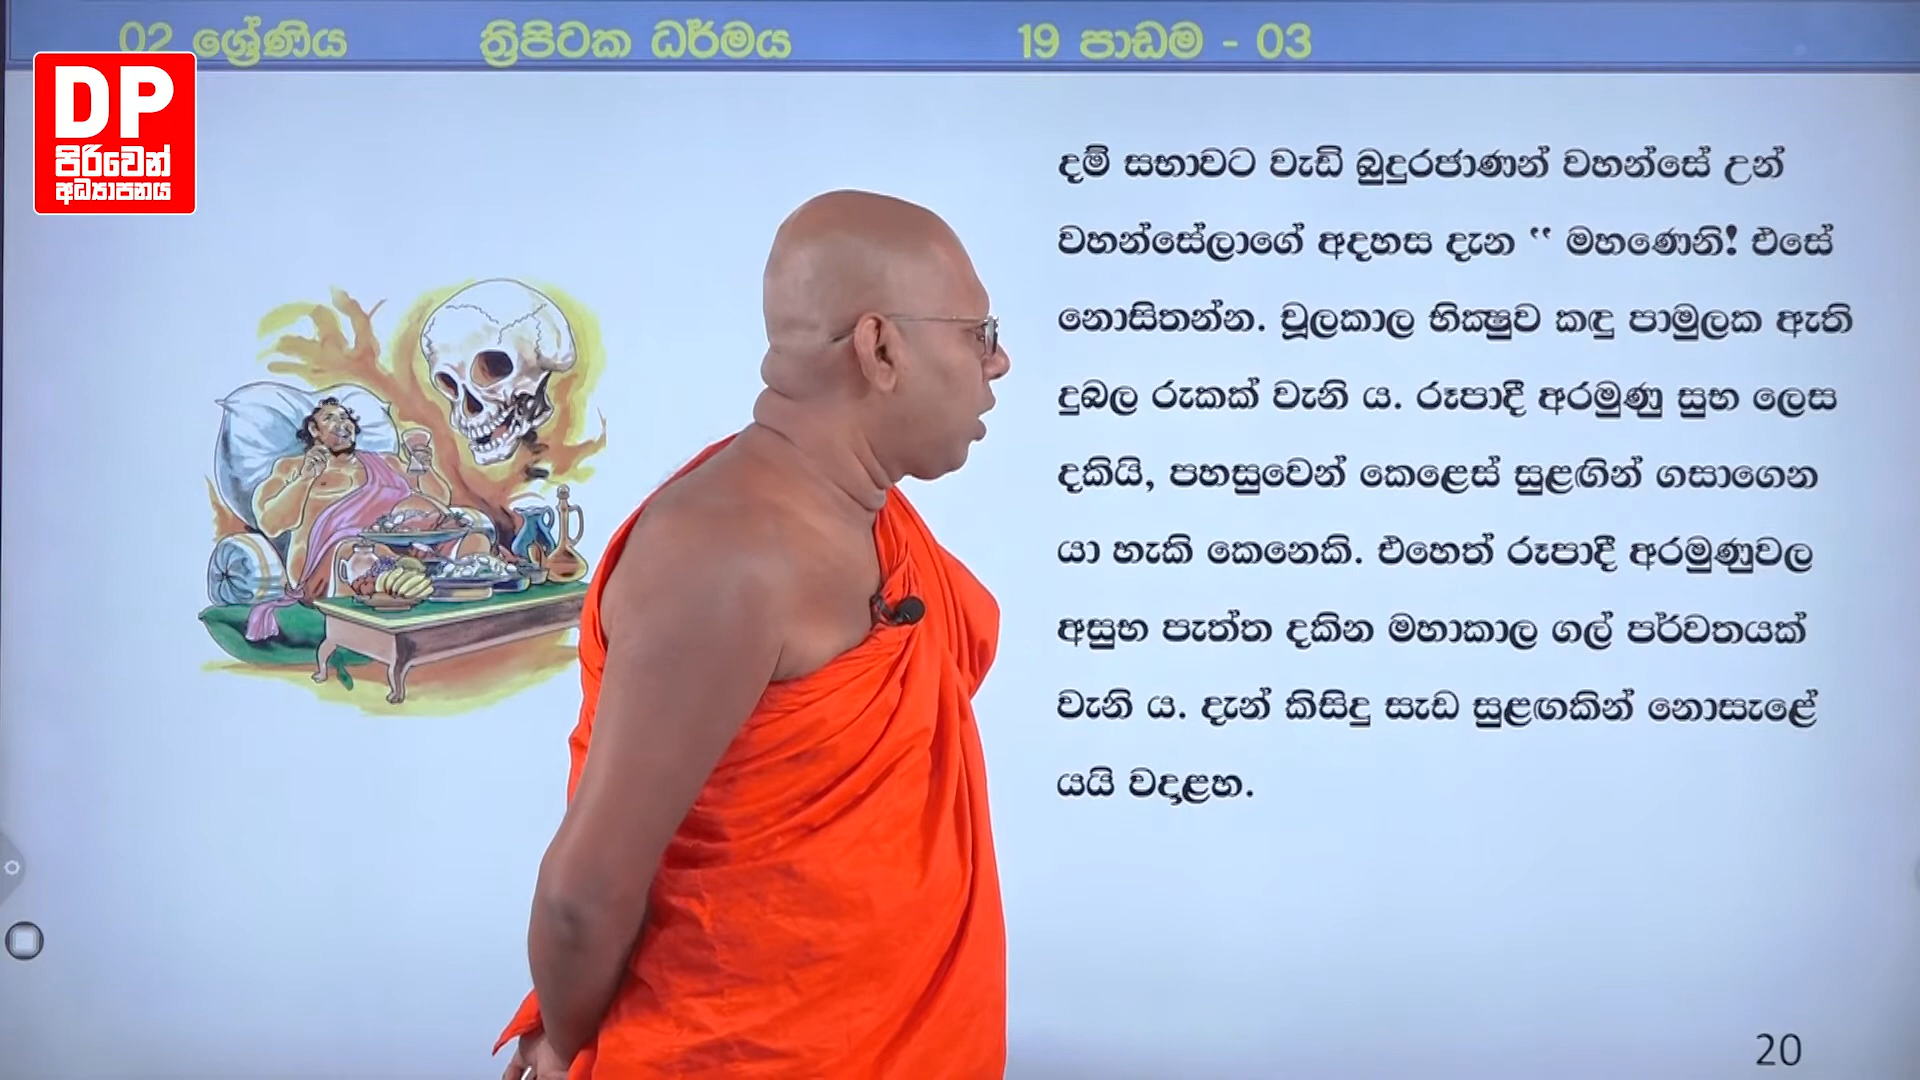 02 ශ්‍රේණිය ත්‍රිපිටක ධර්මය 19 පාඩම - 03
DP
පිරිවෙන්
අධ්‍යාපනය
දම් සභාවට වැඩි බුදුරජාණන් වහන්සේ උන්
වහන්සේලාගේ අදහස දැන “ මහණෙනි! එසේ
නොසිතන්න. චූලකාල භික්‍ෂුව කඳු පාමුලක ඇති
දුබල රුකක් වැනි ය. රූපාදී අරමුණු සුභ ලෙස
දකියි, පහසුවෙන් කෙළෙස් සුළඟින් ගසාගෙන
යා හැකි කෙනෙකි. එහෙත් රූපාදී අරමුණුවල
අසුභ පැත්ත දකින මහාකාල ගල් පර්වතයක්
වැනි ය. දැන් කිසිදු සැඩ සුළඟකින් නොසැළේ
යයි වදාළහ.
20